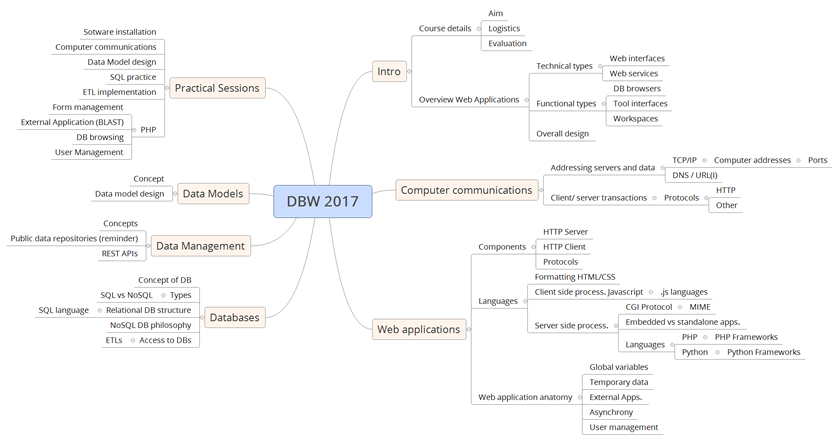 DBW 2017
Intro
Course details
Aim
Logistics
Evaluation
Overview Web Applications
Technical types
Web interfaces
Web services
Functional types
DB browsers
Tool interfaces
Workspaces
Overall design
Computer communications
Addressing servers and data
TCP/IP
Computer addresses
Ports
DNS / URL(I)
Client/ server transactions
Protocols
HTTP
Other
Web applications
Components
HTTP Server
HTTP Client
Protocols
Languages
Formatting HTML/CSS
Client side process. Javascript
.js languages
Server side process.
CGI Protocol
MIME
Embedded vs standalone apps.
Languages
PHP
PHP Frameworks
Python
Python Frameworks
Web application anatomy
Global variables
Temporary data
External Apps.
Asynchrony
User management
Practical Sessions
Sotware installation
Computer communications
Data Model design
SQL practice
ETL implementation
PHP
Form management
External Application (BLAST)
DB browsing
User Management
Data Models
Concept
Data model design
Data Management
Concepts
Public data repositories (reminder)
REST APIs
Databases
Concept of DB
Types
SQL vs NoSQL
Relational DB structure
SQL language
NoSQL DB philosophy
Access to DBs
ETLs